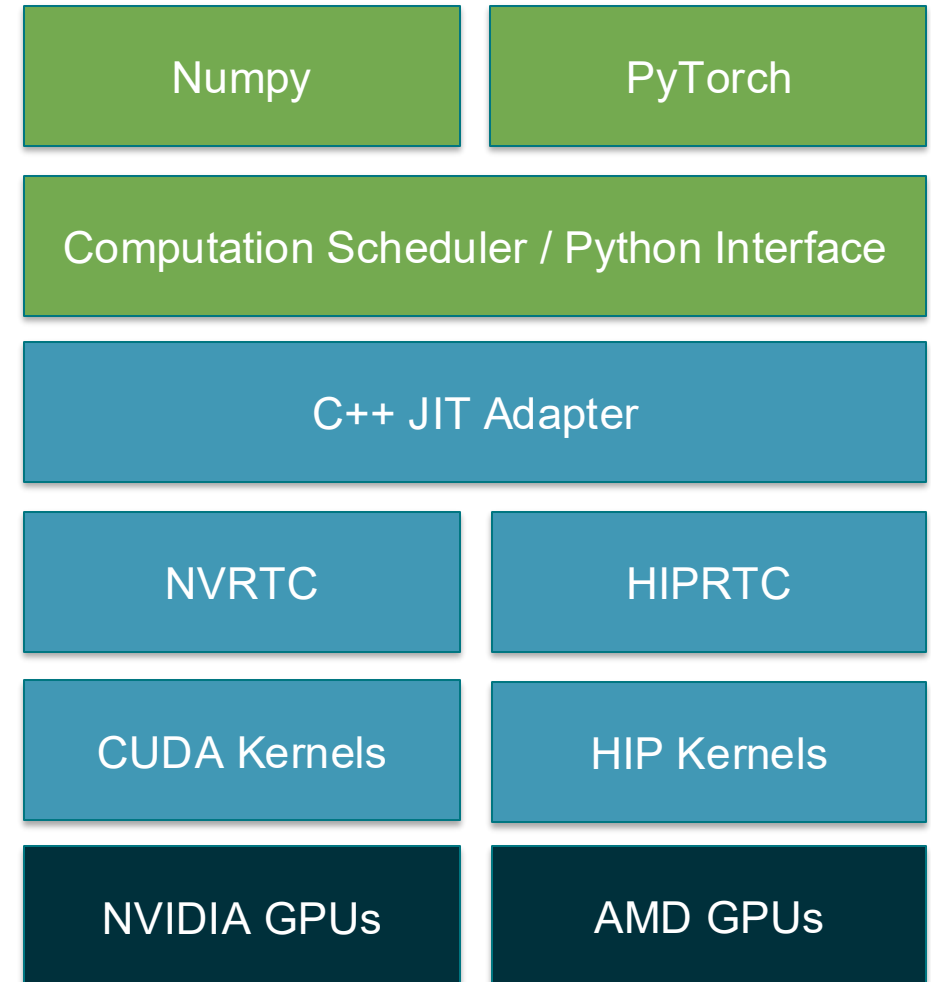 Numpy
PyTorch
Computation Scheduler / Python Interface
C++ JIT Adapter
NVRTC
HIPRTC
CUDA Kernels
HIP Kernels
NVIDIA GPUs
AMD GPUs